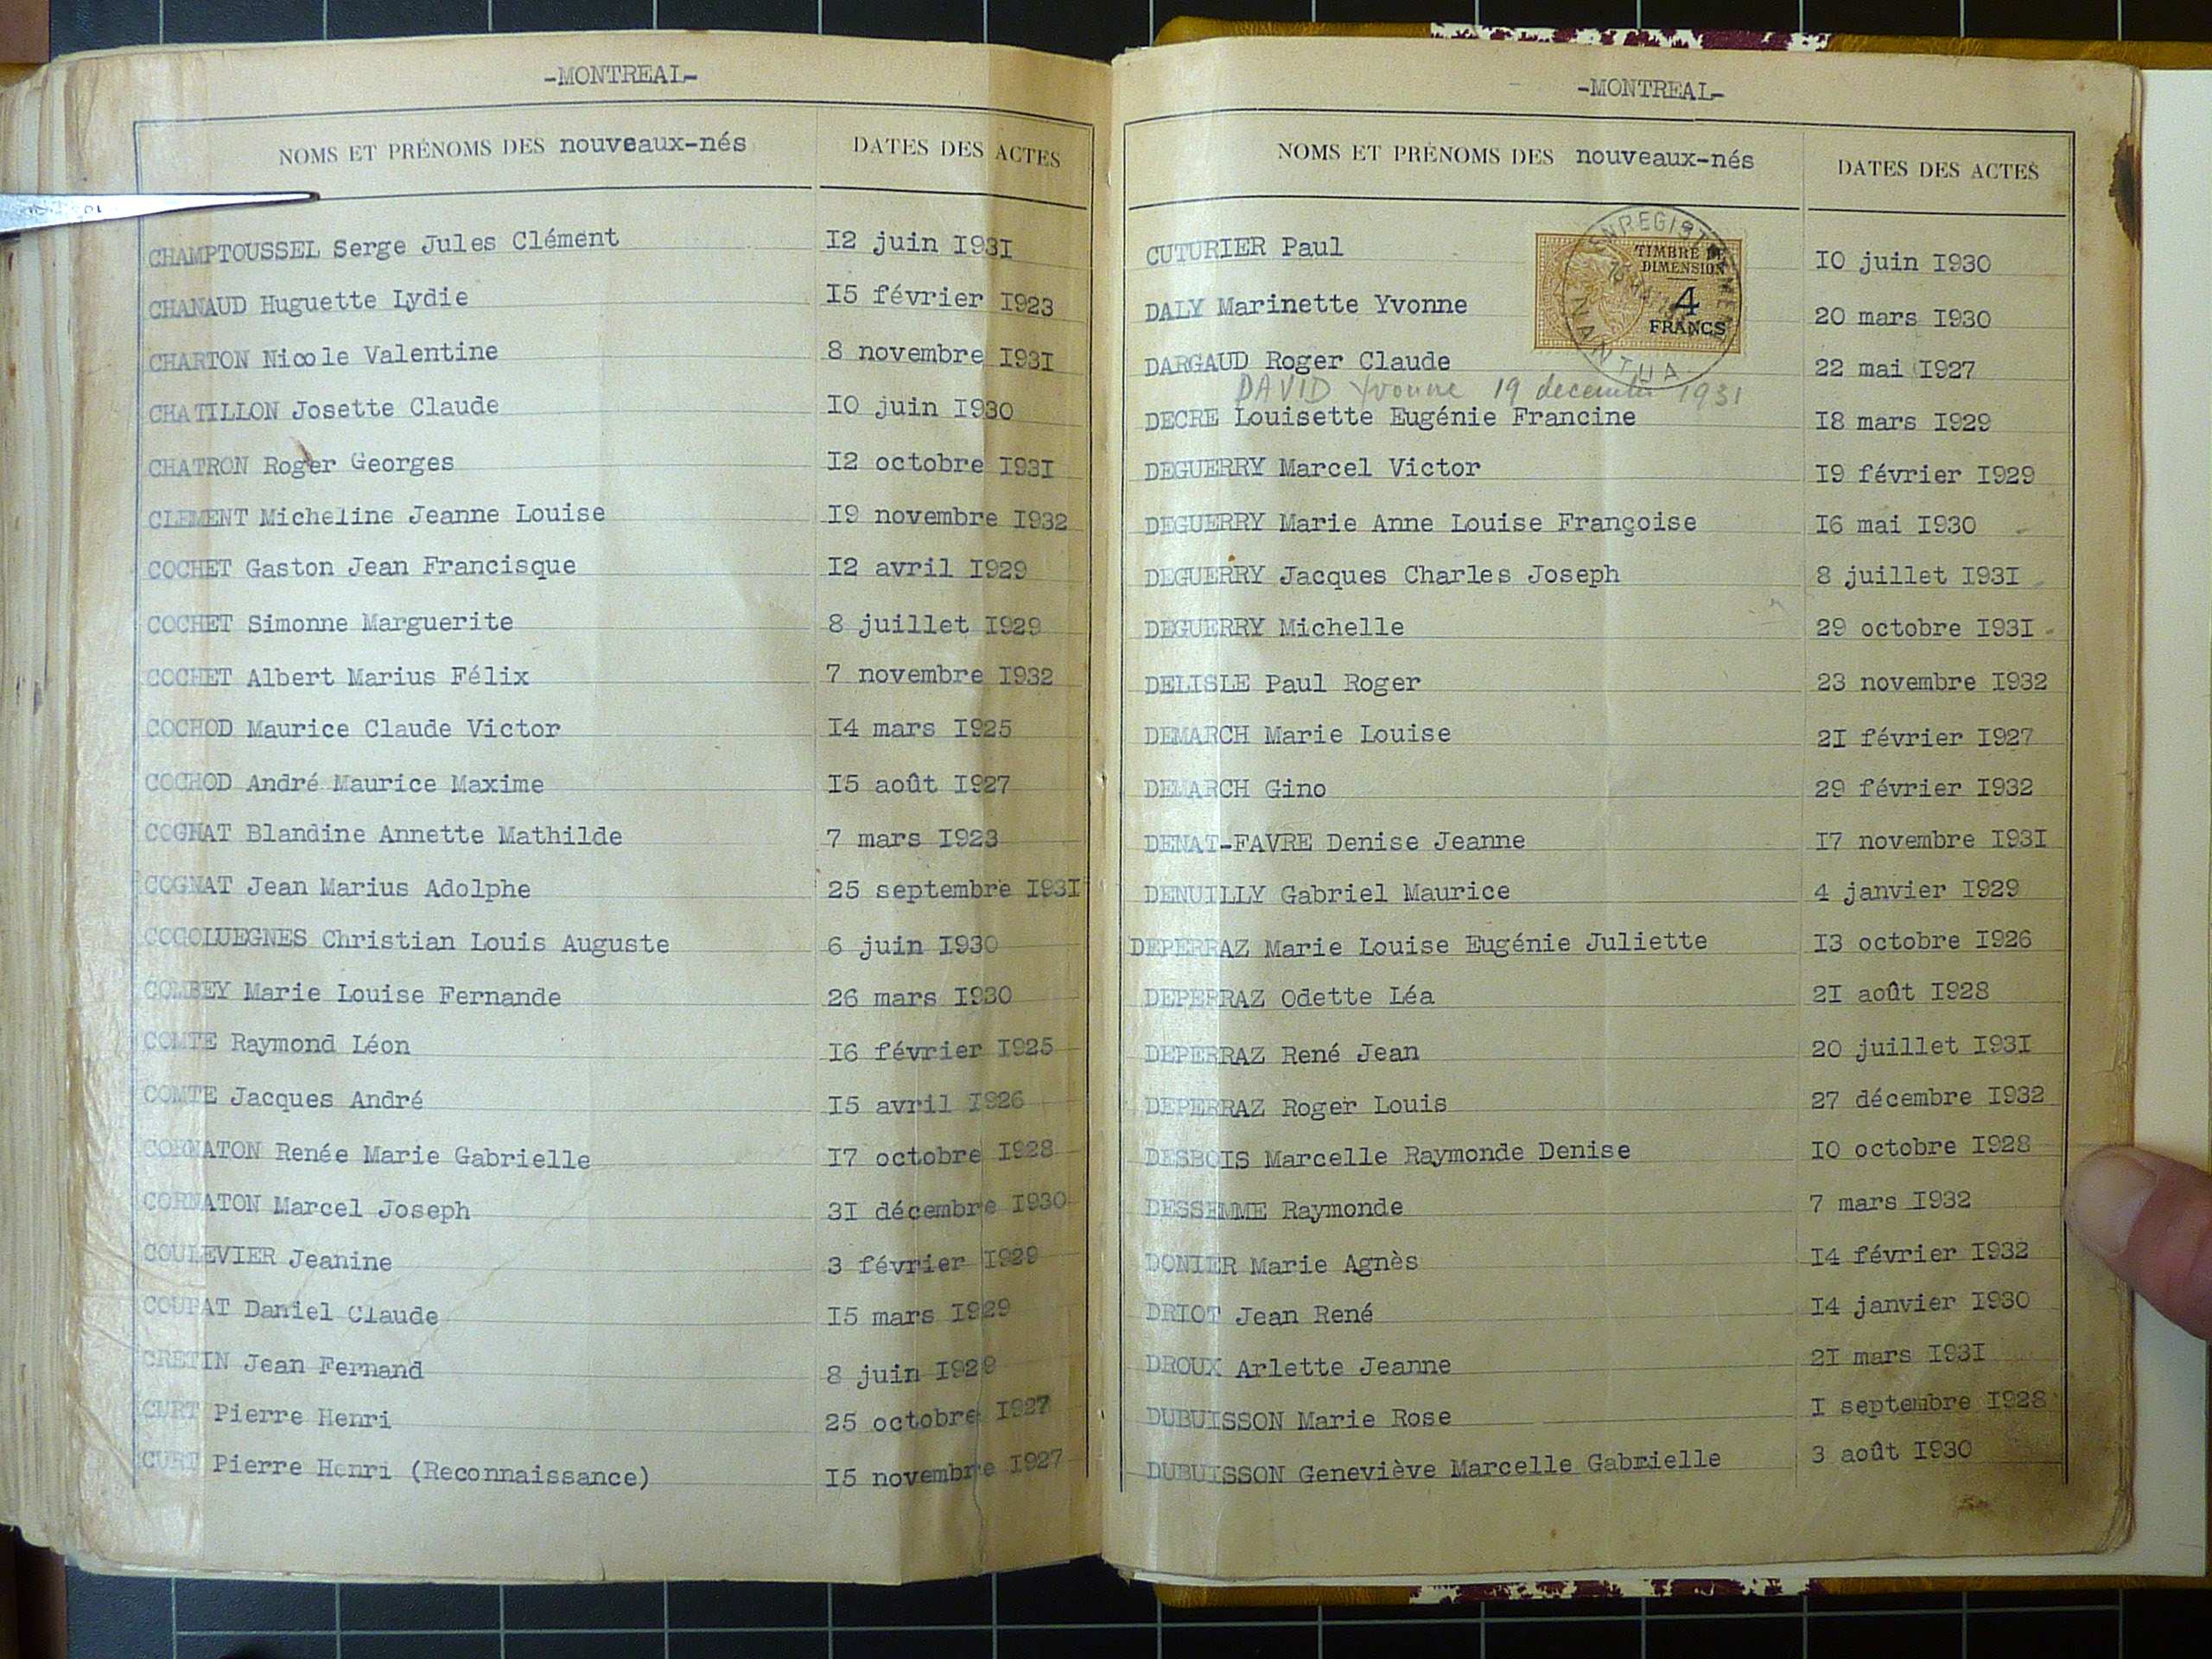 -MONTREAL-
NOMS ET PRÉNOMS DES nouveaux-nés DATES DES ACTES
CHAMPTOUSSEL Serge Jules Clément I2 juin I93I
CHANAUD Huguette Lydie I5 février I923
CHARTON Nicole Valentine 8 novembre I93I
CHATILLON Josette Claude I0 juin I930
CHATRON Roger Georges I2 octobre I93I
CLEMENT Micheline Jeanne Louise I9 novembre I932
COCHET Gaston Jean Francisque I2 avril I929
COCHET Simonne Marguerite 8 juillet I929
COCHET Albert Marius Félix 7 novembre I932
COCHOD Maurice Claude Victor I4 mars I925
COCHOD André Maurice Maxime I5 août I927
COGNAT Blandine Annette Mathilde 7 mars I923
COGNAT Jean Marius Adolphe 25 septembre I93I
COGOLUEGNES Christian Louis Auguste 6 juin I930
COMBEY Marie Louise Fernande 26 mars I930
COMTE Raymond Léon I6 février I925
COMTE Jacques André I5 avril I926
CORNATON Renée Marie Gabrielle I7 octobre I928
CORNATON Marcel Joseph 3I décembre I930
COULEVIER Jeanine 3 février I929
COUPAT Daniel Claude I5 mars I929
CRETIN Jean Fernand 8 juin I929
CURT Pierre Henri 25 octobre I927
CURT Pierre Henri (Reconnaissance) I5 novembre I927
-MONTREAL-
NOMS ET PRÉNOMS DES nouveaux-nés DATES DES ACTES
ENREGISTREMENT
NANTUA
TIMBRE DE
DIMENSION
4
FRANCS
CUTURIER Paul I0 juin I930
DALY Marinette Yvonne 20 mars I930
DARGAUD Roger Claude 22 mai I927
DAVID Yvonne 19 decembre 1931
DECRE Louisette Eugénie Francine I8 mars I929
DEGUERRY Marcel Victor I9 février I929
DEGUERRY Marie Anne Louise Françoise I6 mai I930
DEGUERRY Jacques Charles Joseph 8 juillet I93I
DEGUERRY Michelle 29 octobre I93I
DELISLE Paul Roger 23 novembre I932
DEMARCH Marie Louise 2I février I927
DEMARCH Gino 29 février I932
DENAT-FAVRE Denise Jeanne I7 novembre I93I
DENUILLY Gabriel Maurice 4 janvier I929
DEPERRAZ Marie Louise Eugénie Juliette I3 octobre I926
DEPERRAZ Odette Léa 2I août I928
DEPERRAZ René Jean 20 juillet I93I
DEPERRAZ Roger Louis 27 décembre I932
DESBOIS Marcelle Raymonde Denise I0 octobre I928
DESSEMME Raymonde 7 mars I932
DONIER Marie Agnès I4 février I932
DRIOT Jean René I4 janvier I930
DROUX Arlette Jeanne 2I mars I93I
DUBUISSON Marie Rose I septembre I928
DUBUISSON Geneviève Marcelle Gabrielle 3 août I930